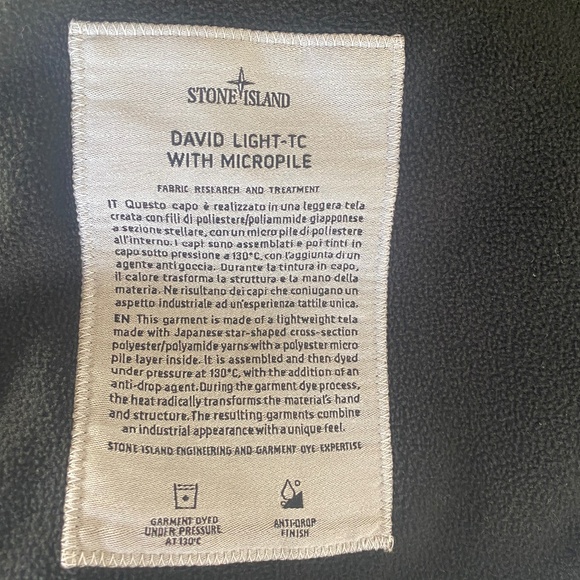 STONE ISLAND
DAVID LIGHT-TC
WITH MICROPILE
FABRIC RESEARCH AND TREATMENT
IT Questo capo è realizzato in una leggera tela
creata con fili di poliestere/poliammide giapponese
a sezione stellare, con un micro pile di poliestere
all'interno. I capi sono assemblati e poi tinti in
capo sotto pressione a 130°C, con l'aggiunta di un
agente anti goccia. Durante la tintura in capo,
il calore trasforma la struttura e la mano della
materia. Ne risultano dei capi che coniugano un
aspetto industriale ad un'esperienza tattile unica.
EN This garment is made of a lightweight tela
made with Japanese star-shaped cross-section
polyester/polyamide yarns with a polyester micro
pile layer inside. It is assembled and then dyed
under pressure at 130°C, with the addition of an
anti-drop agent. During the garment dye process,
the heat radically transforms the material's hand
and structure. The resulting garments combine
an industrial appearance with a unique feel.
STONE ISLAND ENGINEERING AND GARMENT DYE EXPERTISE
GARMENT DYED
UNDER PRESSURE
AT 130°C
ANTI-DROP
FINISH